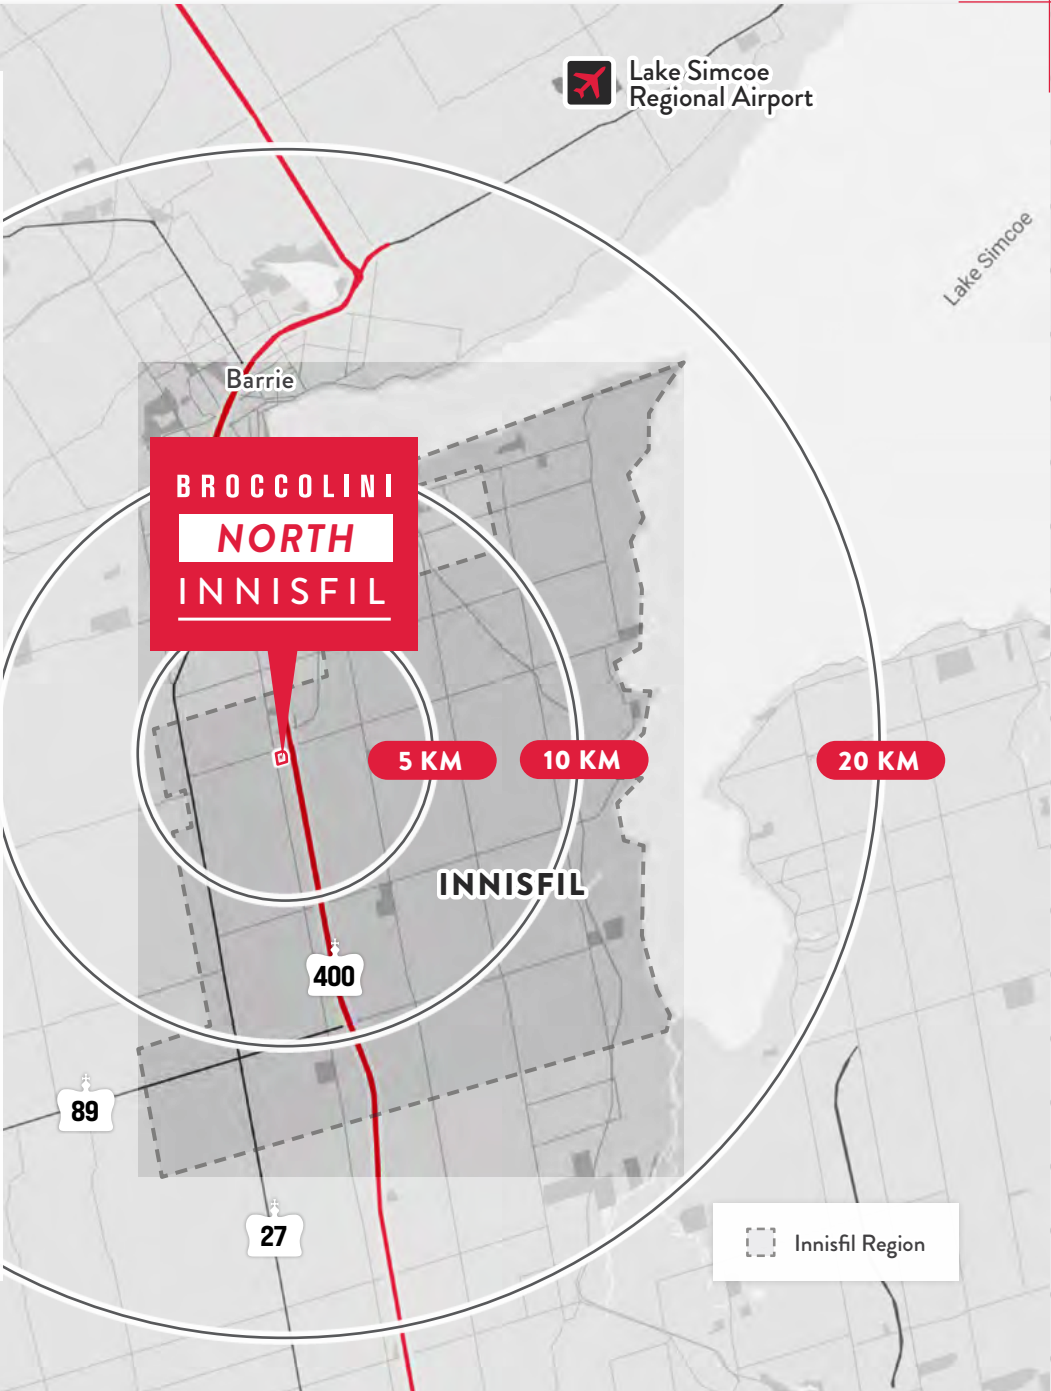 Lake Simcoe
Regional Airport
Lake Simcoe
Barrie
BROCCOLINI
NORTH
INNISFIL
5 KM
10 KM
20 KM
INNISFIL
400
89
27
Innisfil Region